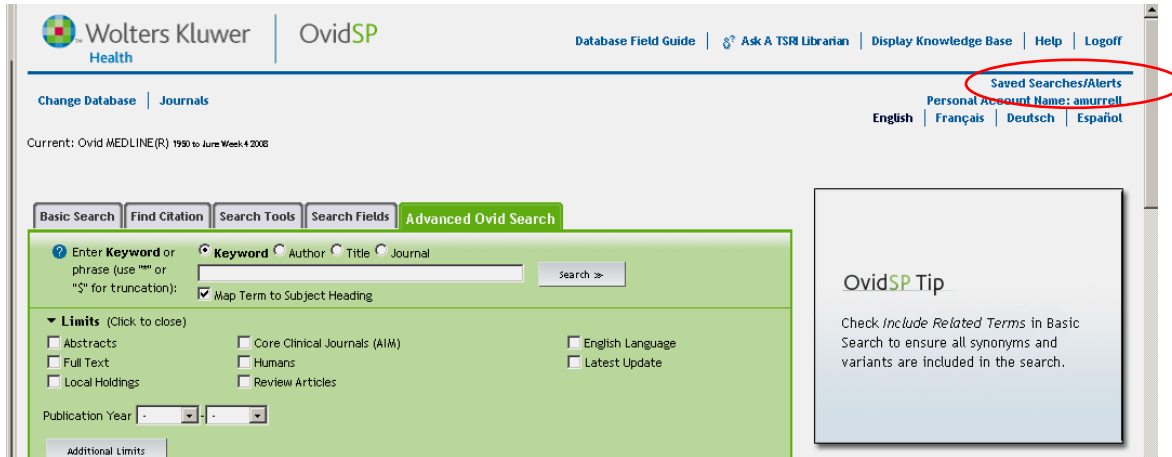 Wolters Kluwer
Health
OvidSP
Database Field Guide | Ask A TSRI Librarian | Display Knowledge Base | Help | Logoff
Saved Searches/Alerts
Change Database | Journals
Personal Account Name: amurrell
English | Français | Deutsch | Español
Current: Ovid MEDLINE(R) 1950 to June Week 4 2008
Basic Search
Find Citation
Search Tools
Search Fields
Advanced Ovid Search
? Enter Keyword or
phrase (use "*" or
"$" for truncation):
Keyword Author Title Journal
Search >>
Map Term to Subject Heading
Limits (Click to close)
Abstracts
Core Clinical Journals (AIM)
English Language
Full Text
Humans
Latest Update
Local Holdings
Review Articles
Publication Year - - -
Additional Limits
OvidSP Tip
Check Include Related Terms in Basic
Search to ensure all synonyms and
variants are included in the search.